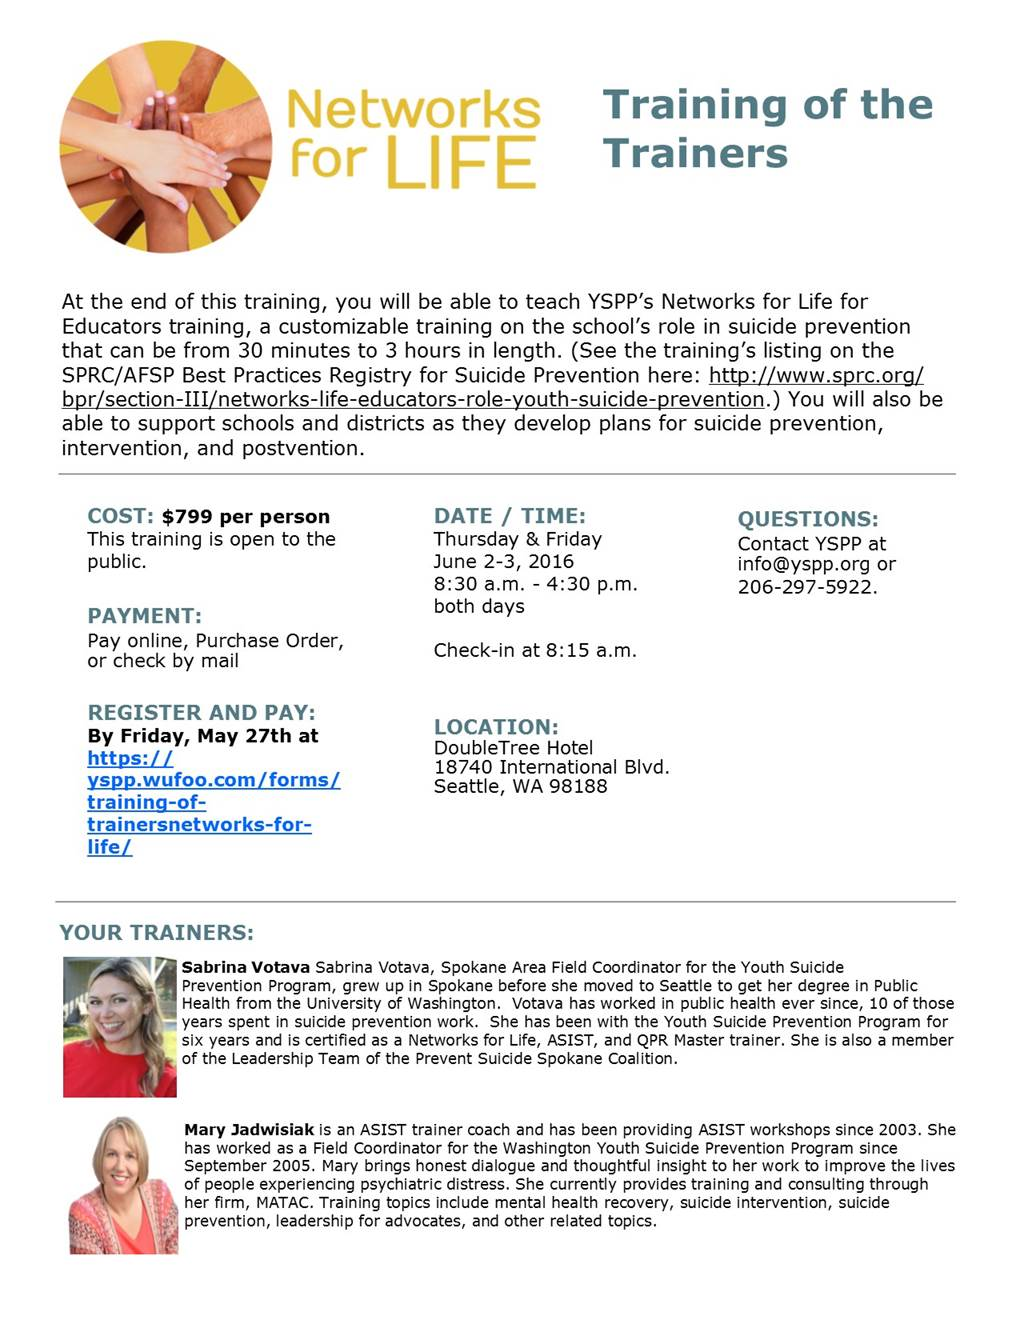 Networks
for LIFE
Training of the
Trainers
At the end of this training, you will be able to teach YSPP’s Networks for Life for
Educators training, a customizable training on the school’s role in suicide prevention
that can be from 30 minutes to 3 hours in length. (See the training’s listing on the
SPRC/AFSP Best Practices Registry for Suicide Prevention here: http://www.sprc.org/
bpr/section-III/networks-life-educators-role-youth-suicide-prevention.) You will also be
able to support schools and districts as they develop plans for suicide prevention,
intervention, and postvention.
COST: $799 per person
This training is open to the
public.
PAYMENT:
Pay online, Purchase Order,
or check by mail
REGISTER AND PAY:
By Friday, May 27th at
https://
yspp.wufoo.com/forms/
training-of-
trainersnetworks-for-
life/
DATE / TIME:
Thursday & Friday
June 2-3, 2016
8:30 a.m. - 4:30 p.m.
both days
Check-in at 8:15 a.m.
LOCATION:
DoubleTree Hotel
18740 International Blvd.
Seattle, WA 98188
QUESTIONS:
Contact YSPP at
info@yspp.org or
206-297-5922.
YOUR TRAINERS:
Sabrina Votava Sabrina Votava, Spokane Area Field Coordinator for the Youth Suicide
Prevention Program, grew up in Spokane before she moved to Seattle to get her degree in Public
Health from the University of Washington.  Votava has worked in public health ever since, 10 of those
years spent in suicide prevention work.  She has been with the Youth Suicide Prevention Program for
six years and is certified as a Networks for Life, ASIST, and QPR Master trainer. She is also a member
of the Leadership Team of the Prevent Suicide Spokane Coalition.
Mary Jadwisiak is an ASIST trainer coach and has been providing ASIST workshops since 2003. She
has worked as a Field Coordinator for the Washington Youth Suicide Prevention Program since
September 2005. Mary brings honest dialogue and thoughtful insight to her work to improve the lives
of people experiencing psychiatric distress. She currently provides training and consulting through
her firm, MATAC. Training topics include mental health recovery, suicide intervention, suicide
prevention, leadership for advocates, and other related topics.